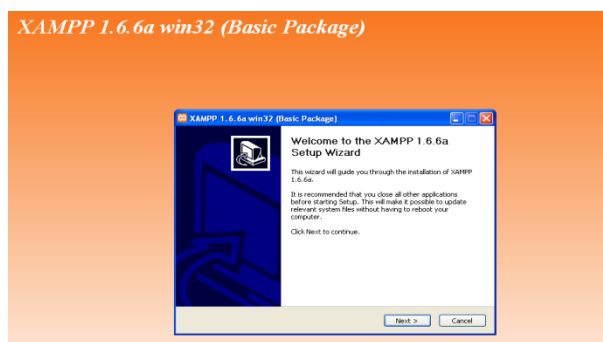 XAMPP 1.6.6a win32 (Basic Package)
XAMPP 1.6.6a win32 (Basic Package)
Welcome to the XAMPP 1.6.6a
Setup Wizard
This wizard will guide you through the installation of XAMPP
1.6.6a.
It is recommended that you close all other applications
before starting Setup. This will make it possible to update
relevant system files without having to reboot your
computer.
Click Next to continue.
Next >
Cancel